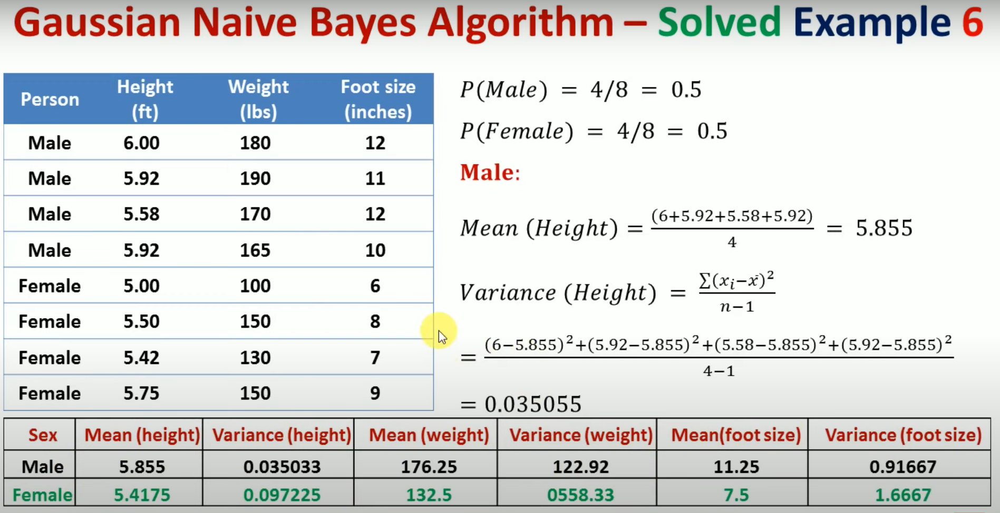 Gaussian Naive Bayes Algorithm – Solved Example 6
Person Height (ft) Weight (lbs) Foot size (inches)
Male 6.00 180 12
Male 5.92 190 11
Male 5.58 170 12
Male 5.92 165 10
Female 5.00 100 6
Female 5.50 150 8
Female 5.42 130 7
Female 5.75 150 9
P(Male) = 4/8 = 0.5
P(Female) = 4/8 = 0.5
Male:
Mean (Height) = (6+5.92+5.58+5.92)/4 = 5.855
Variance (Height) = ∑(xᵢ−x̄)²/n−1
= (6−5.855)²+(5.92−5.855)²+(5.58−5.855)²+(5.92−5.855)²/4−1
= 0.035055
Sex Mean (height) Variance (height) Mean (weight) Variance (weight) Mean(foot size) Variance (foot size)
Male 5.855 0.035033 176.25 122.92 11.25 0.91667
Female 5.4175 0.097225 132.5 0558.33 7.5 1.6667